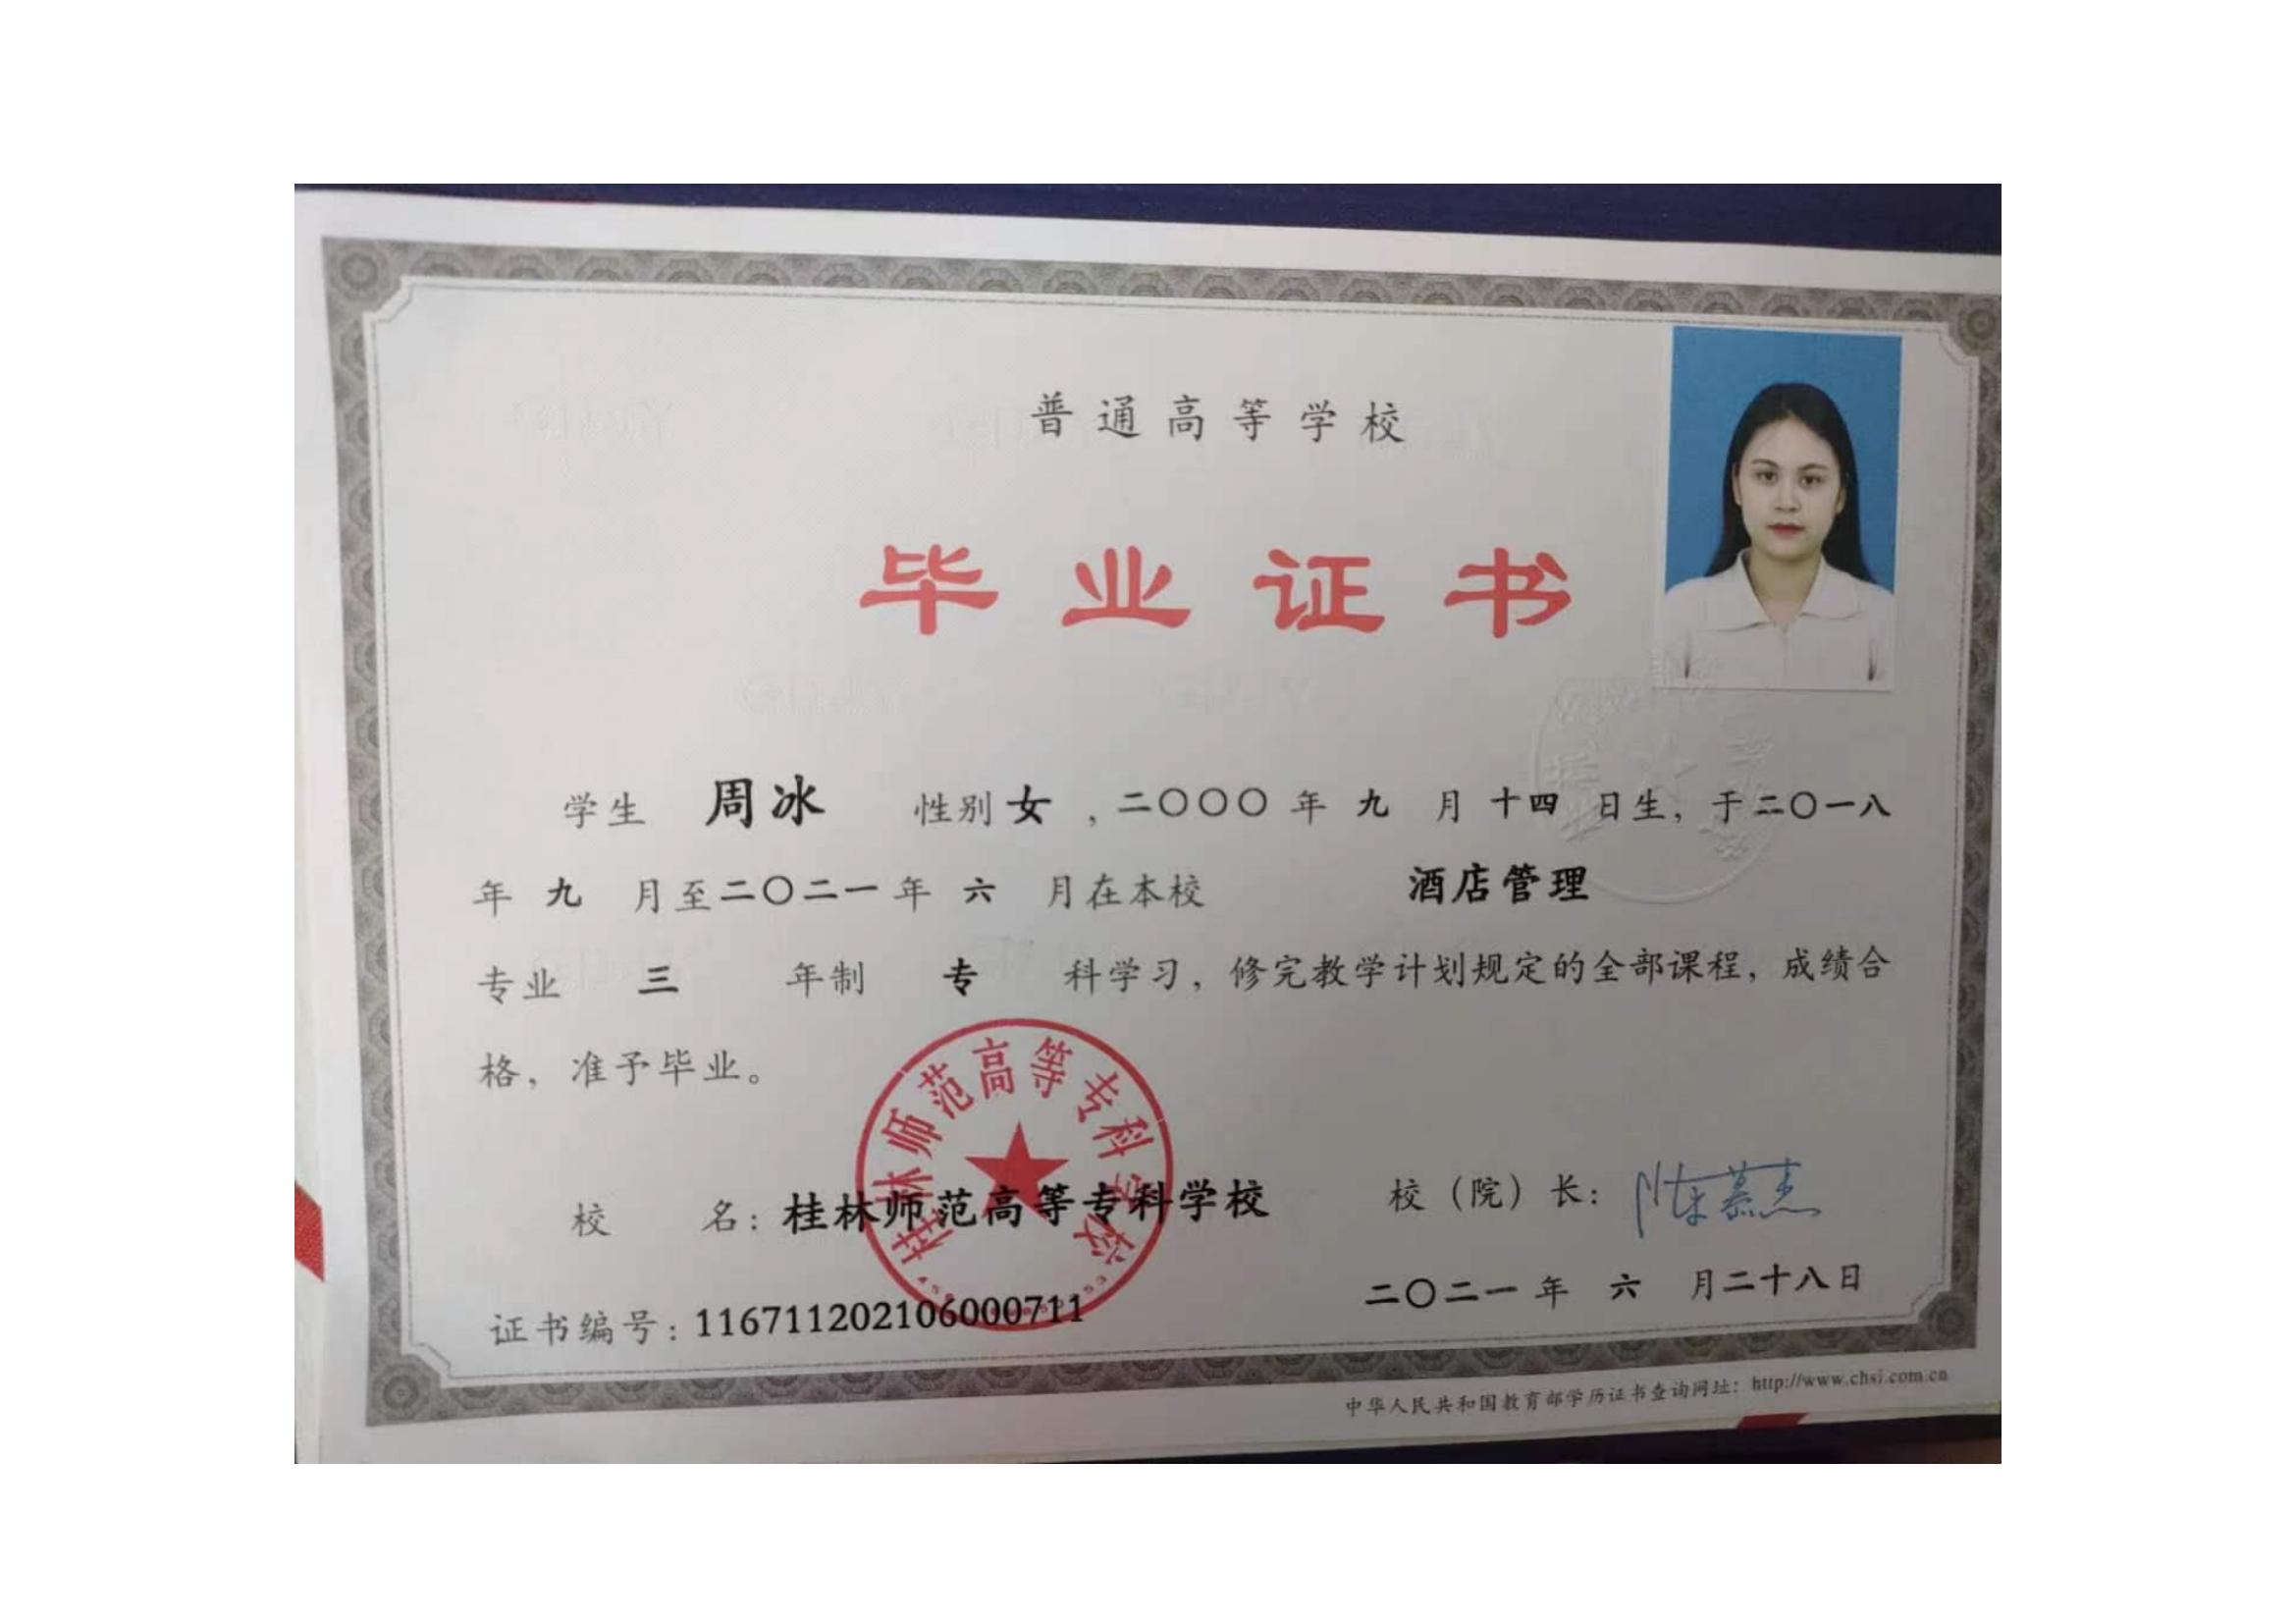 普通高等学校
毕业证书
学生 周冰 性别 女 ,二〇〇〇 年 九 月 十四 日生, 于二〇一八
年 九 月至二〇二一 年 六 月在本校 酒店管理
专业 三 年制 专 科学习, 修完教学计划规定的全部课程, 成绩合
格, 准予毕业。
桂林师范高等专科学校
校 名: 桂林师范高等专科学校 校(院)长: 陈慕杰
证书编号: 116711202106000711 二〇二一 年 六 月二十八日
中华人民共和国教育部学历证书查询网址: http://www.chsi.com.cn